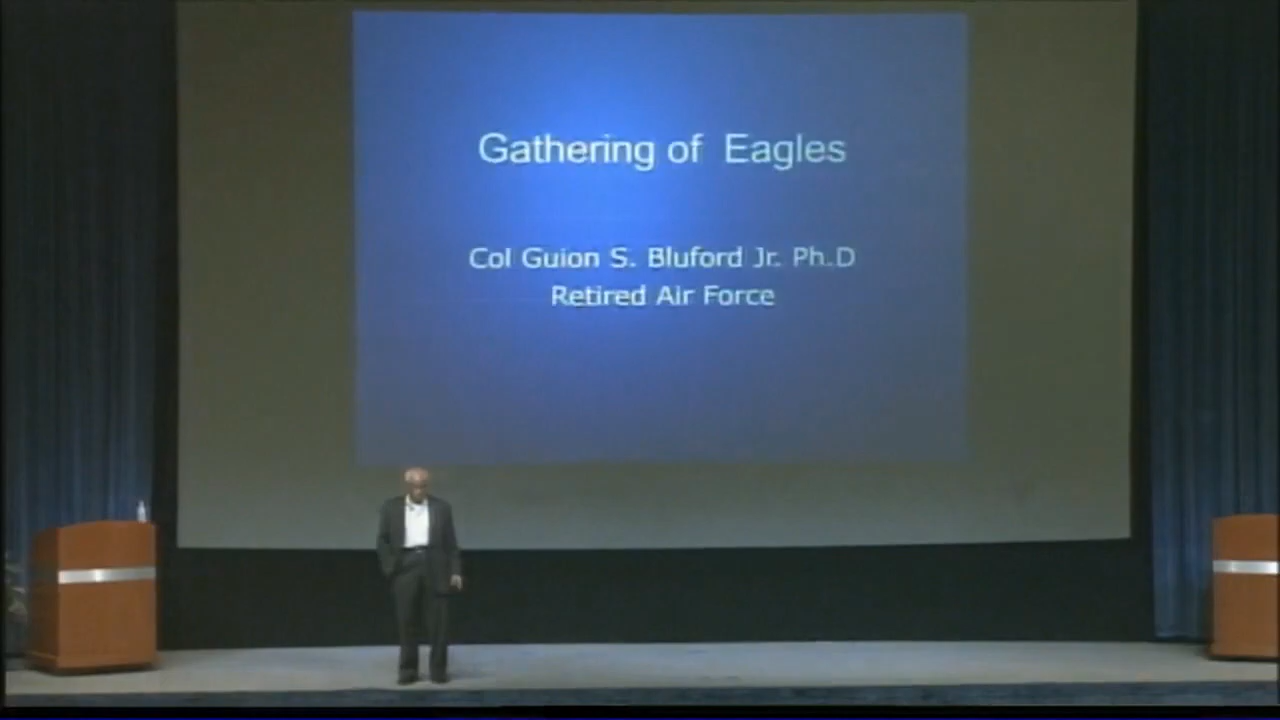 Gathering of Eagles
Col Guion S. Bluford Jr. Ph.D
Retired Air Force